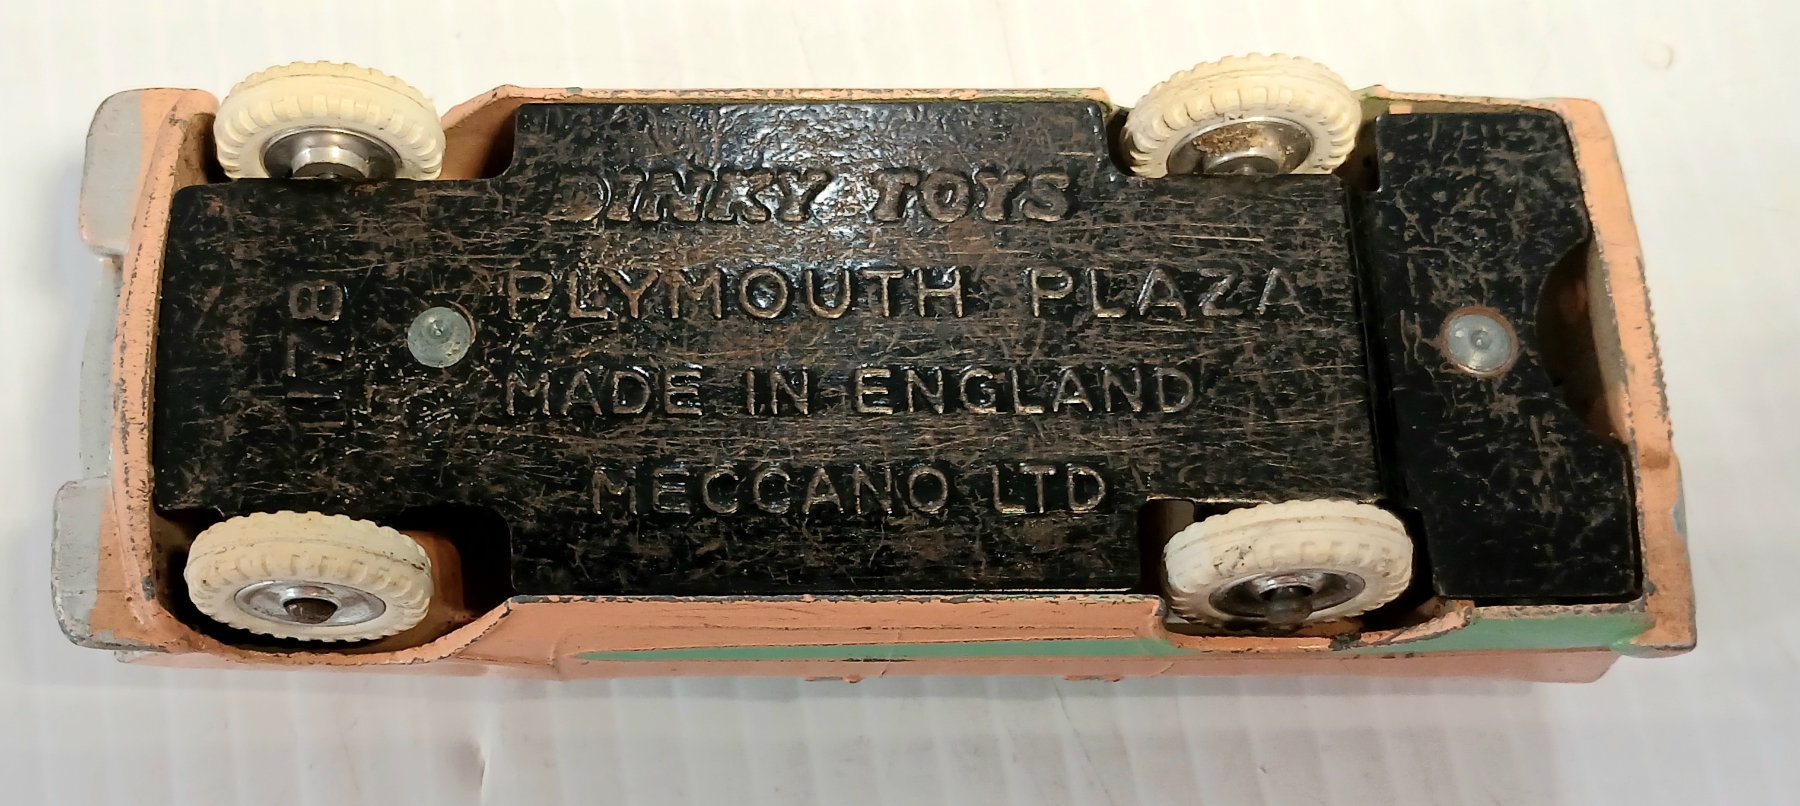 DINKY TOYS
PLYMOUTH PLAZA
MADE IN ENGLAND
MECCANO LTD
178